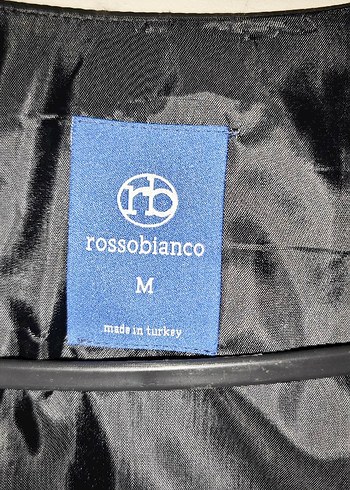 rb
rossobianco
M
made in turkey